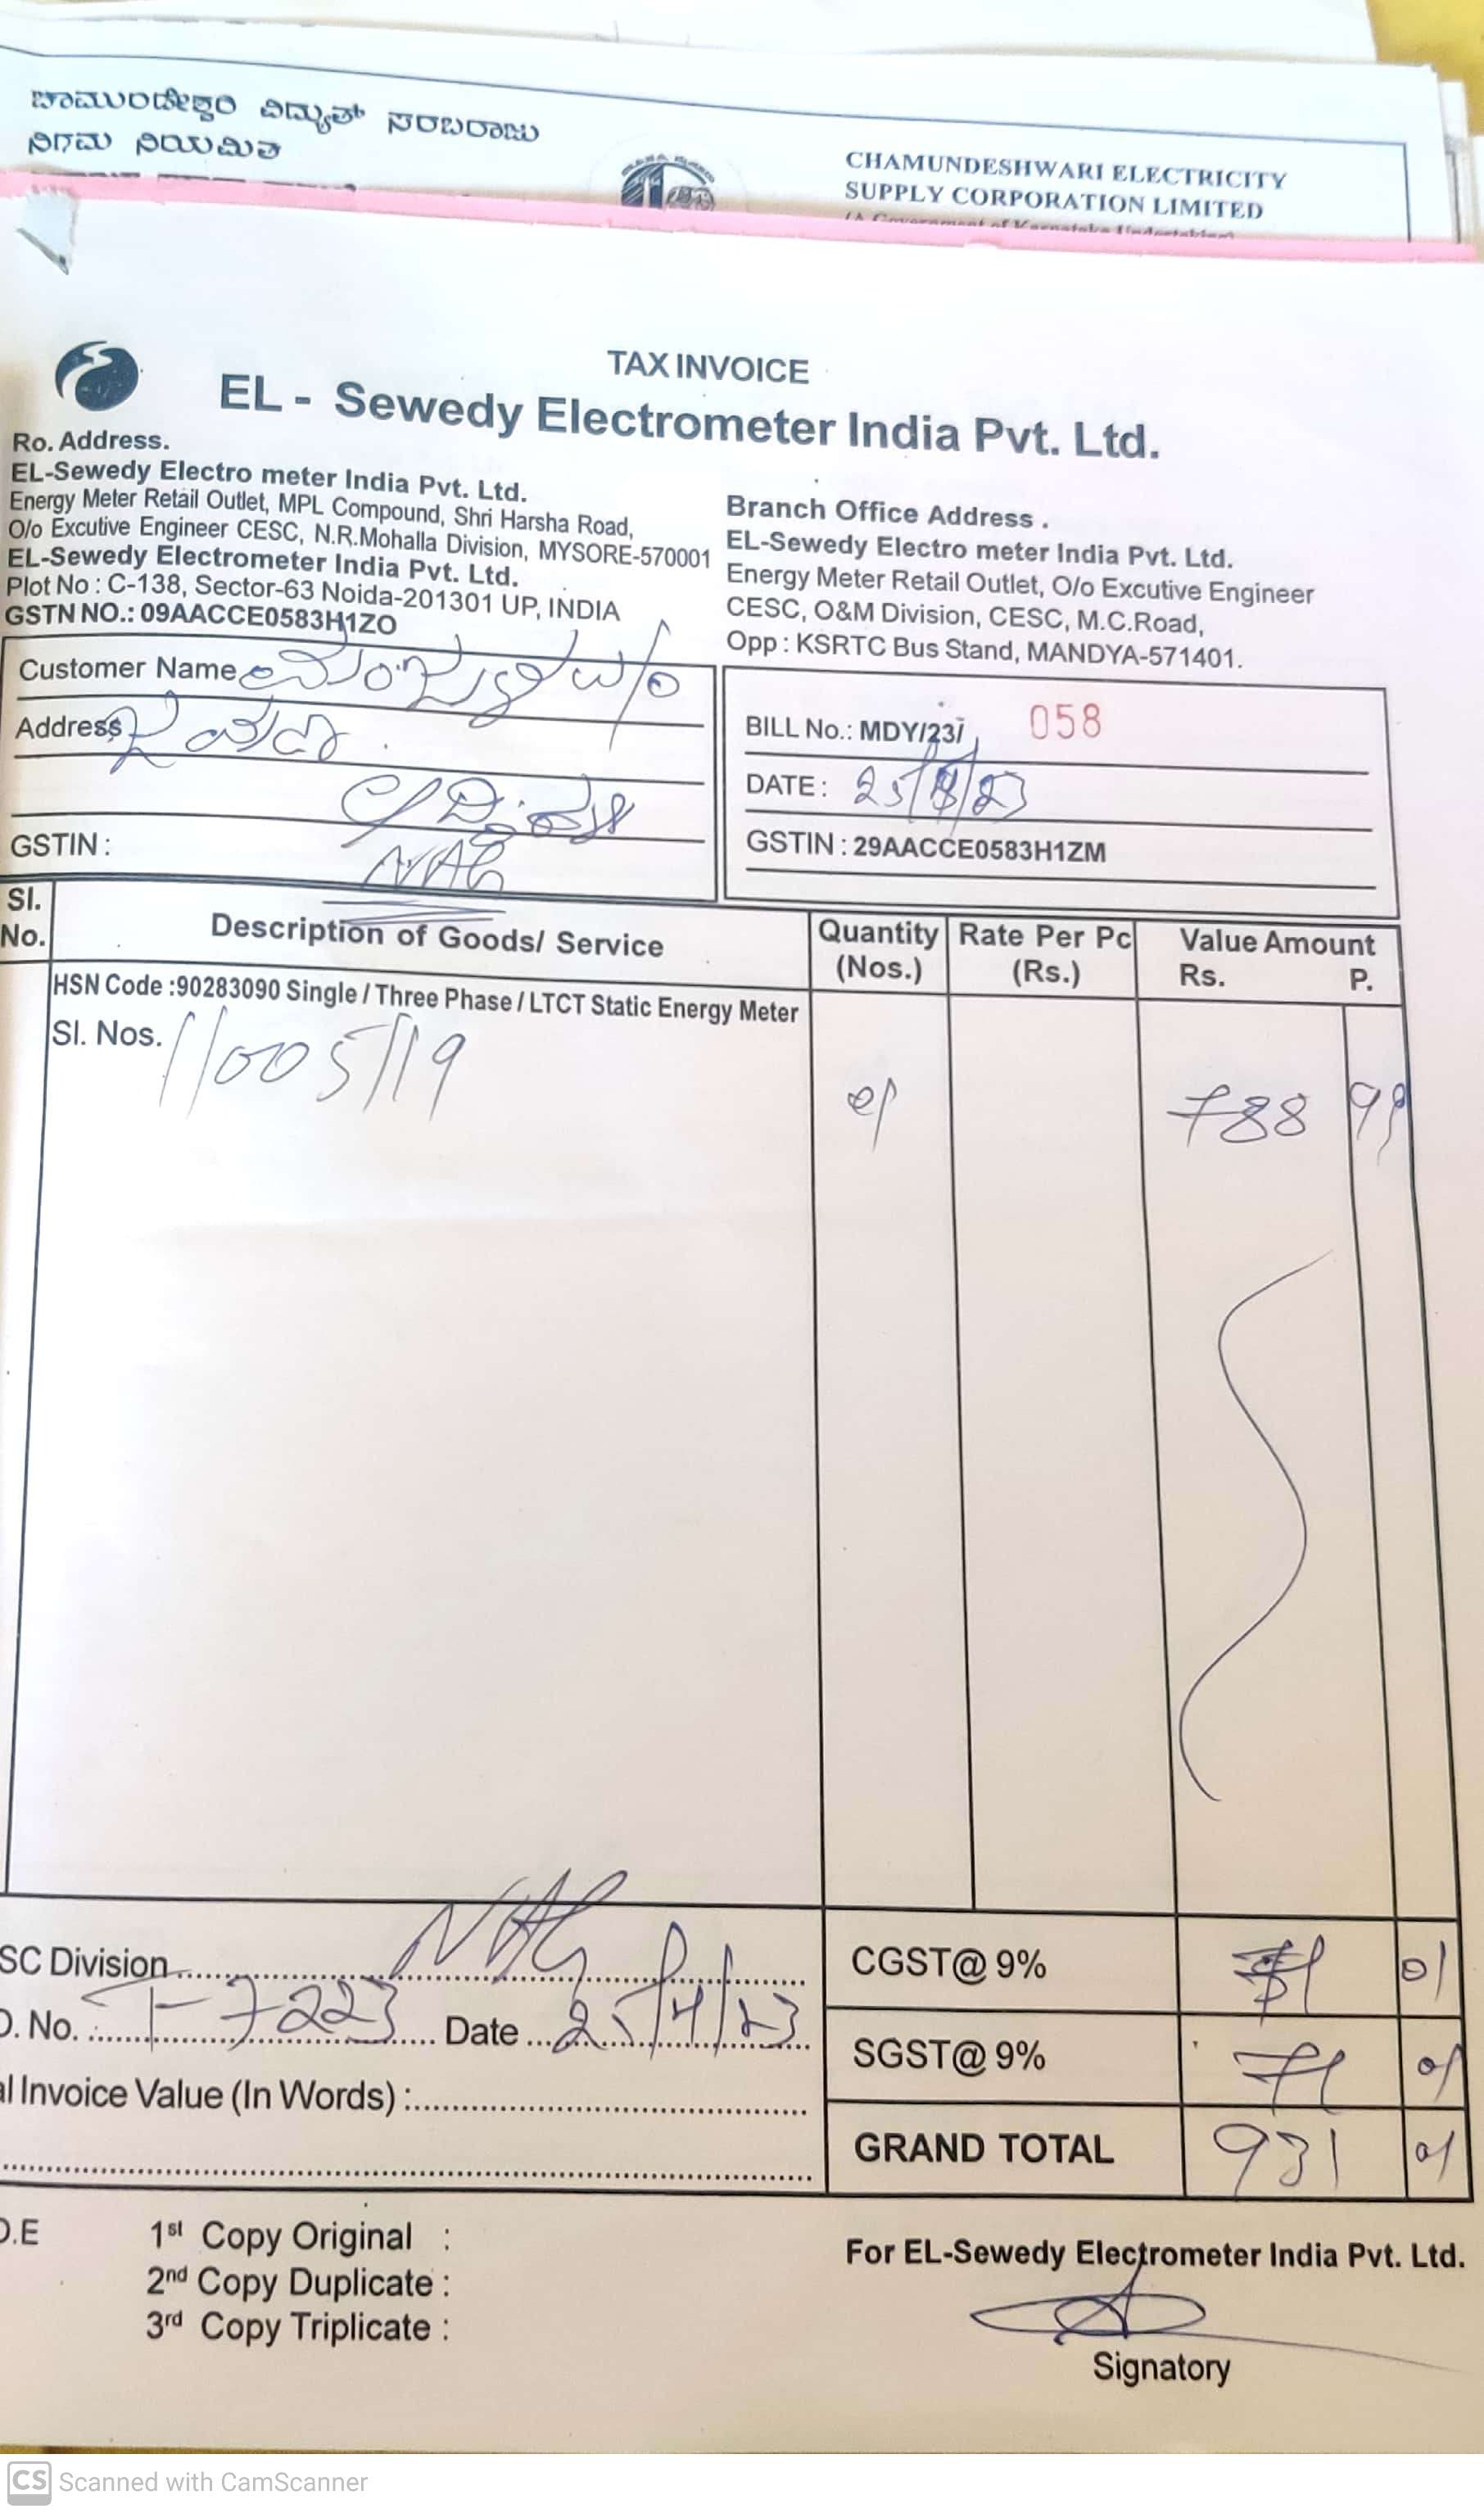 ಚಾಮುಂಡೇಶ್ವರಿ ವಿದ್ಯುತ್ ಸರಬರಾಜು
ನಿಗಮ ನಿಯಮಿತ
CHAMUNDESHWARI ELECTRICITY
SUPPLY CORPORATION LIMITED
(A Government of Karnataka Undertaking)
TAX INVOICE
EL - Sewedy Electrometer India Pvt. Ltd.
Ro. Address.
EL-Sewedy Electro meter India Pvt. Ltd.
Energy Meter Retail Outlet, MPL Compound, Shri Harsha Road,
O/o Excutive Engineer CESC, N.R.Mohalla Division, MYSORE-570001
EL-Sewedy Electrometer India Pvt. Ltd.
Plot No : C-138, Sector-63 Noida-201301 UP, INDIA
GSTN NO.: 09AACCE0583H1ZO
Branch Office Address .
EL-Sewedy Electro meter India Pvt. Ltd.
Energy Meter Retail Outlet, O/o Excutive Engineer
CESC, O&M Division, CESC, M.C.Road,
Opp : KSRTC Bus Stand, MANDYA-571401.
Customer Name W/o
Address
GSTIN :
BILL No.: MDY/23 058
DATE : 25/4/23
GSTIN : 29AACCE0583H1ZM
Sl. No. Description of Goods/ Service Quantity (Nos.) Rate Per Pc (Rs.) Value Amount Rs. P.
HSN Code :90283090 Single / Three Phase / LTCT Static Energy Meter
Sl. Nos. 11005119 01 788 99
SC Division
O. No. T-7223 Date 25/4/23
al Invoice Value (In Words) :
CGST@ 9% 71 01
SGST@ 9% 71 01
GRAND TOTAL 931 01
O.E
1st Copy Original :
2nd Copy Duplicate :
3rd Copy Triplicate :
For EL-Sewedy Electrometer India Pvt. Ltd.
Signatory
CS Scanned with CamScanner